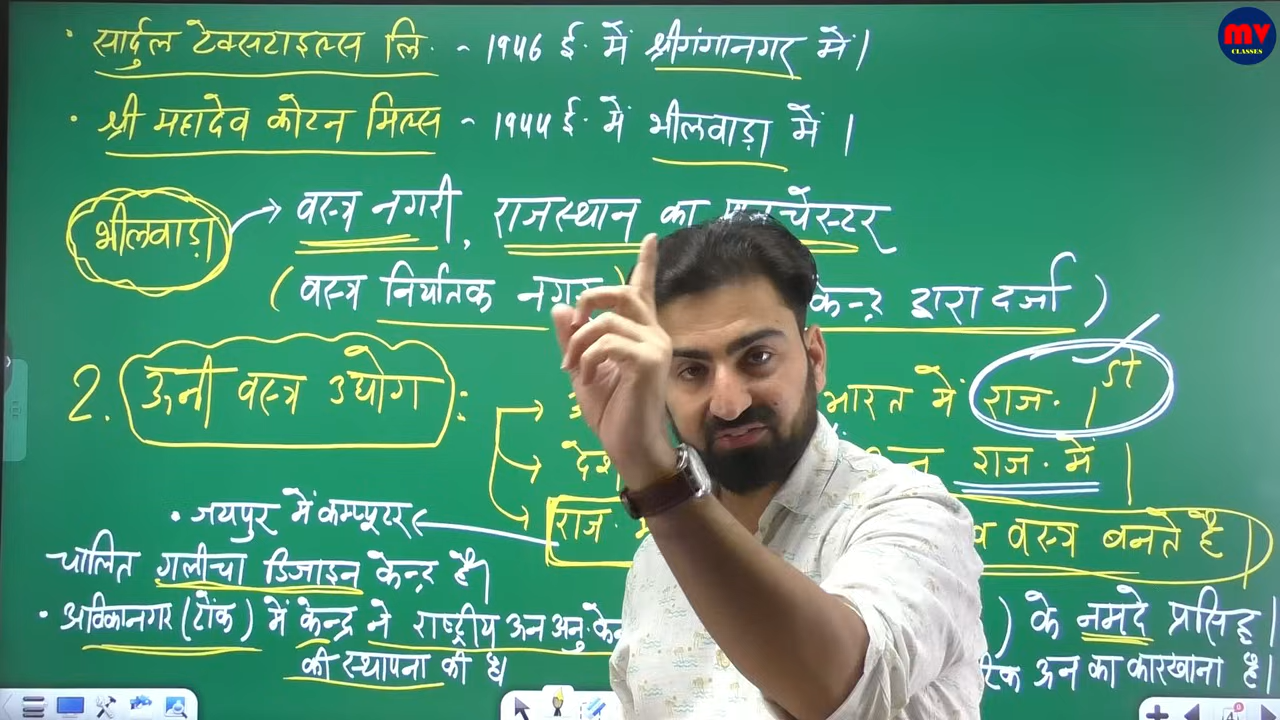 MV
CLASSES
• सार्दुल टेक्सटाइल्स लि. - 1946 ई. में श्रीगंगानगर में।
• श्री महादेव कोटन मिल्स - 1944 ई. में भीलवाड़ा में।
भीलवाड़ा → वस्त्र नगरी, राजस्थान का
(वस्त्र निर्यातक केन्द्र द्वारा दर्जा)
2. ऊनी वस्त्र उद्योग : भारत में राज. 1st
राज. में।
राज. वस्त्र बनते है
• जयपुर में कम्प्यूटर
चालित गलीचा डिजाइन केन्द्र है।
• अविकानगर (टोंक) में केन्द्र ने राष्ट्रीय ऊन अनु. ) के नमदे प्रसिद्ध।
की स्थापना की है। ऊन का कारखाना है।